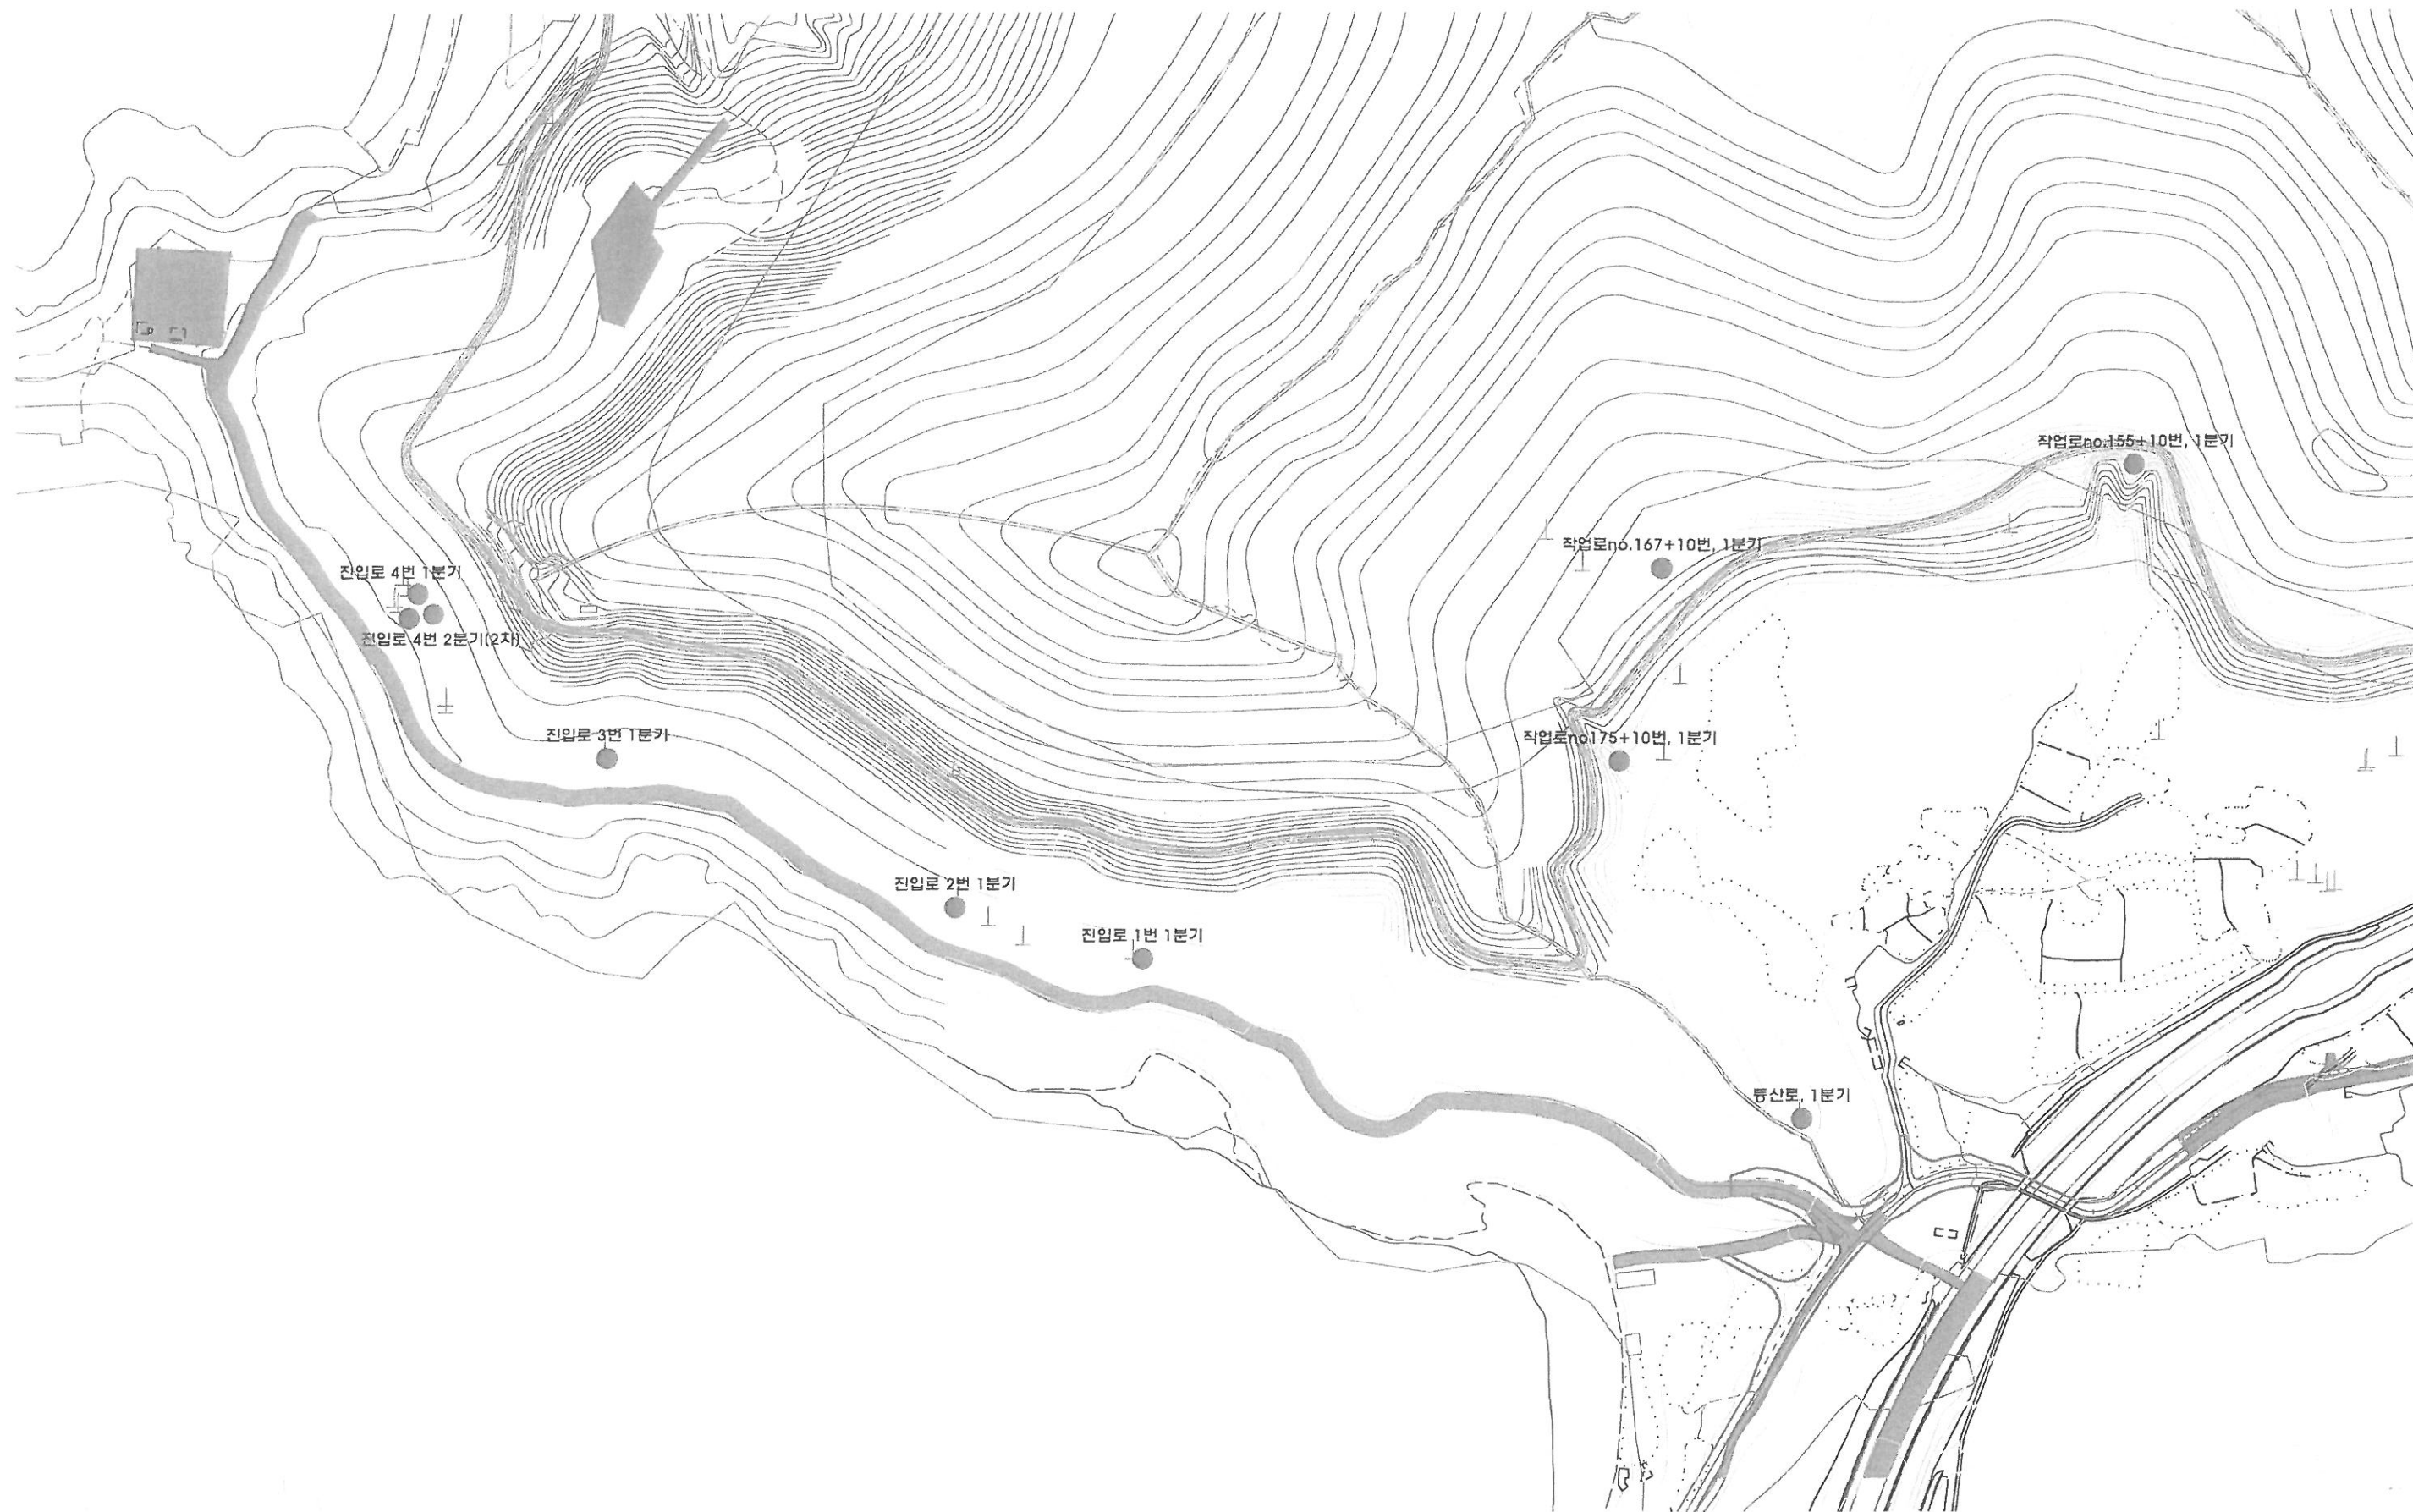 작업로no.155+10번, 1분기
작업로no.167+10번, 1분기
진입로 4번 1분기
진입로 4번 2분기(2차)
진입로 3번 1분기
작업로no175+10번, 1분기
진입로 2번 1분기
진입로 1번 1분기
등산로, 1분기